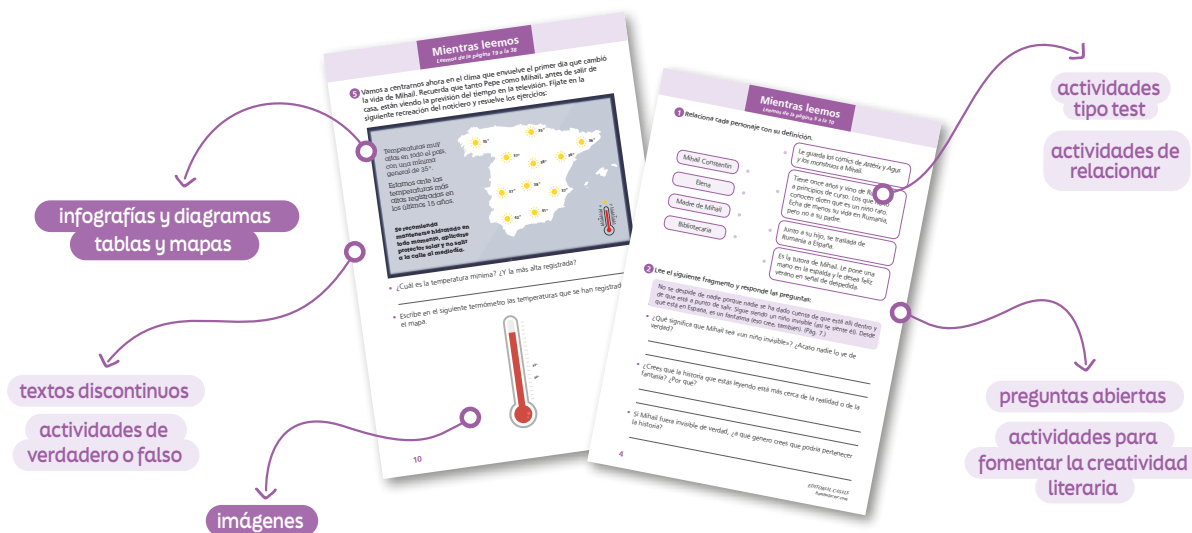 infografías y diagramas
tablas y mapas
textos discontinuos
actividades de
verdadero o falso
imágenes
Mientras leemos
Leemos de la página 19 a la 38
5 Vamos a centrarnos ahora en el clima que envuelve el primer día que cambió
la vida de Mihail. Recuerda que tanto Pepe como Mihail, antes de salir de
casa, están viendo la previsión del tiempo en la televisión. Fíjate en la
siguiente recreación del noticiero y resuelve los ejercicios:
Temperaturas muy
altas en todo el país,
con una mínima
general de 35°.
Estamos ante las
temperaturas más
altas registradas en
los últimos 15 años.
Se recomienda
mantenerse hidratado en
todo momento, aplicarse
protector solar y no salir
a la calle al mediodía.
• ¿Cuál es la temperatura mínima? ¿Y la más alta registrada?
• Escribe en el siguiente termómetro las temperaturas que se han registrado
el mapa.
10
Mientras leemos
Leemos de la página 5 a la 16
1 Relaciona cada personaje con su definición.
Mihail Constantin
Elena
Madre de Mihail
Bibliotecaria
Le guarda los cómics de Astérix y Agur
y los monstruos a Mihail.
Tiene once años y vino de
a principios de curso. Los que
conocen dicen que es un niño raro.
Echa de menos su vida en Rumanía,
pero no a su padre.
Junto a su hijo, se traslada de
Rumanía a España.
Es la tutora de Mihail. Le pone una
mano en la espalda y le desea feliz
verano en señal de despedida.
2 Lee el siguiente fragmento y responde las preguntas:
No se despide de nadie porque nadie se ha dado cuenta de que está allí dentro y
de que está a punto de salir. Sigue siendo un niño invisible (así se siente él). Desde
que está en España, es un fantasma (eso cree, también). (Pág. 7.)
• ¿Qué significa que Mihail sea «un niño invisible»? ¿Acaso nadie lo ve de
verdad?
• ¿Crees que la historia que estás leyendo está más cerca de la realidad o de la
fantasía? ¿Por qué?
• Si Mihail fuera invisible de verdad, ¿a qué género crees que podría pertenecer
la historia?
4
EDITORIAL CASALS
actividades
tipo test
actividades de
relacionar
preguntas abiertas
actividades para
fomentar la creatividad
literaria